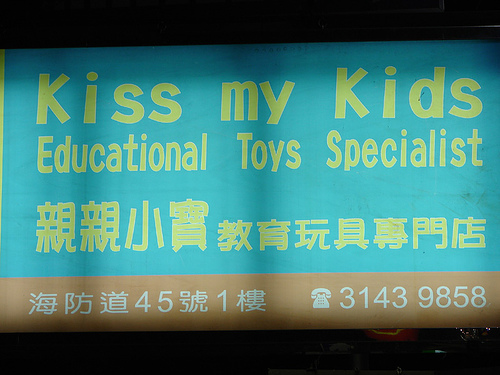 Kiss my Kids
Educational Toys Specialist
親親小寶教育玩具專門店
海防道45號1樓 ☎ 3143 9858